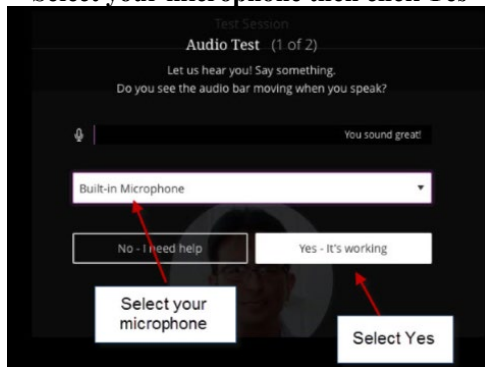 Select your microphone then click Yes
Test Session
Audio Test (1 of 2)
Let us hear you! Say something.
Do you see the audio bar moving when you speak?
You sound great!
Built-in Microphone
No - I need help
Yes - It's working
Select your
microphone
Select Yes